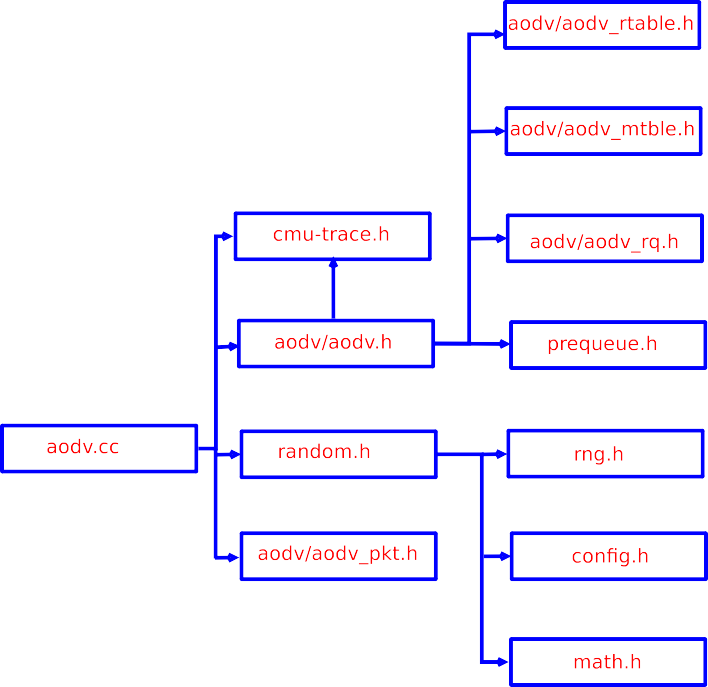 aodv/aodv_rtable.h
aodv/aodv_mtble.h
cmu-trace.h
aodv/aodv_rq.h
aodv/aodv.h
prequeue.h
aodv.cc
random.h
rng.h
aodv/aodv_pkt.h
config.h
math.h